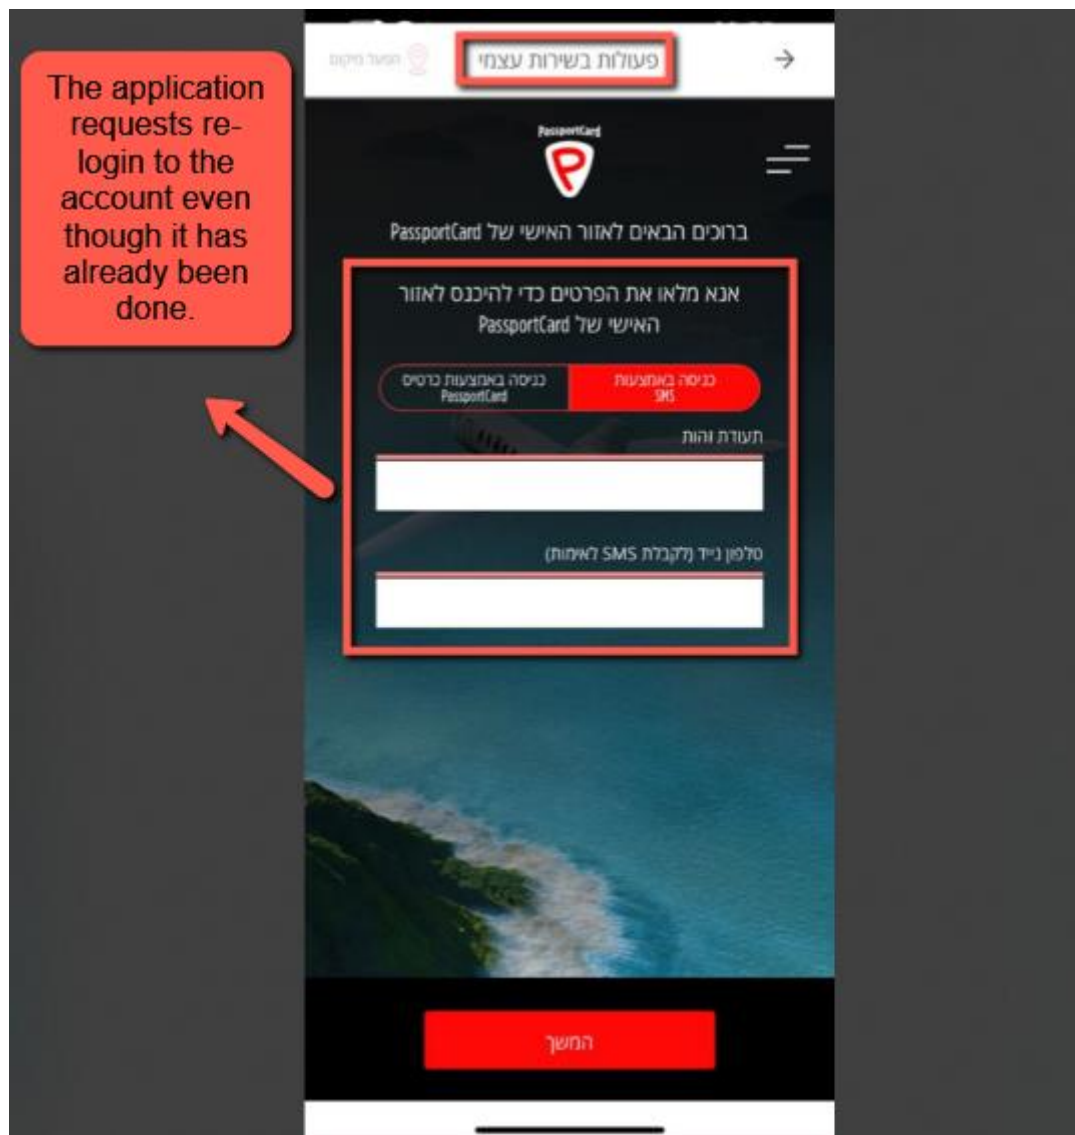 The application
requests re-
login to the
account even
though it has
already been
done.
פעולות בשירות עצמי
הפעל מיקום
PassportCard
P
ברוכים הבאים לאזור האישי של PassportCard
אנא מלאו את הפרטים כדי להיכנס לאזור
האישי של PassportCard
כניסה באמצעות
SMS
כניסה באמצעות כרטיס
PassportCard
תעודת זהות
טלפון נייד (לקבלת SMS לאימות)
המשך